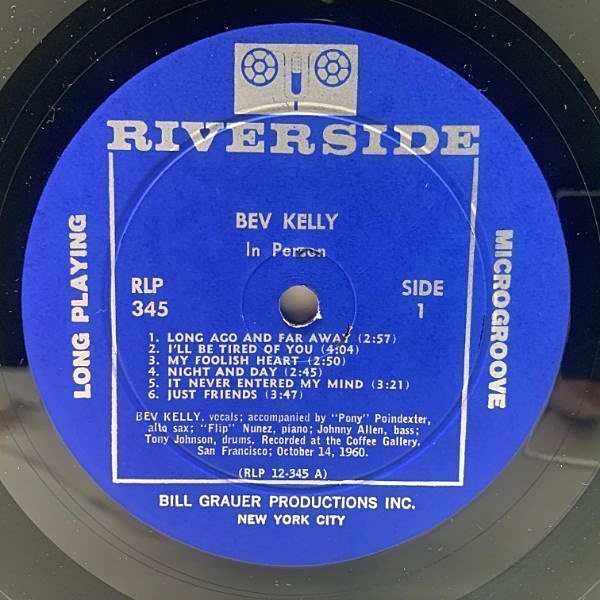 RIVERSIDE
BEV KELLY
In Person
RLP
345
SIDE
1
LONG PLAYING
MICROGROOVE
1. LONG AGO AND FAR AWAY (2:57)
2. I'LL BE TIRED OF YOU (4:04)
3. MY FOOLISH HEART (2:50)
4. NIGHT AND DAY (2:45)
5. IT NEVER ENTERED MY MIND (3:21)
6. JUST FRIENDS (3:47)
BEV KELLY, vocals; accompanied by "Pony" Poindexter,
alto sax; "Flip" Nunez, piano; Johnny Allen, bass;
Tony Johnson, drums. Recorded at the Coffee Gallery,
San Francisco; October 14, 1960.
(RLP 12-345 A)
BILL GRAUER PRODUCTIONS INC.
NEW YORK CITY